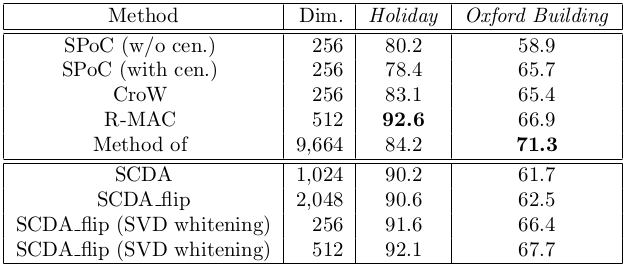 Method Dim. Holiday Oxford Building
SPoC (w/o cen.) 256 80.2 58.9
SPoC (with cen.) 256 78.4 65.7
CroW 256 83.1 65.4
R-MAC 512 92.6 66.9
Method of 9,664 84.2 71.3
SCDA 1,024 90.2 61.7
SCDA_flip 2,048 90.6 62.5
SCDA_flip (SVD whitening) 256 91.6 66.4
SCDA_flip (SVD whitening) 512 92.1 67.7